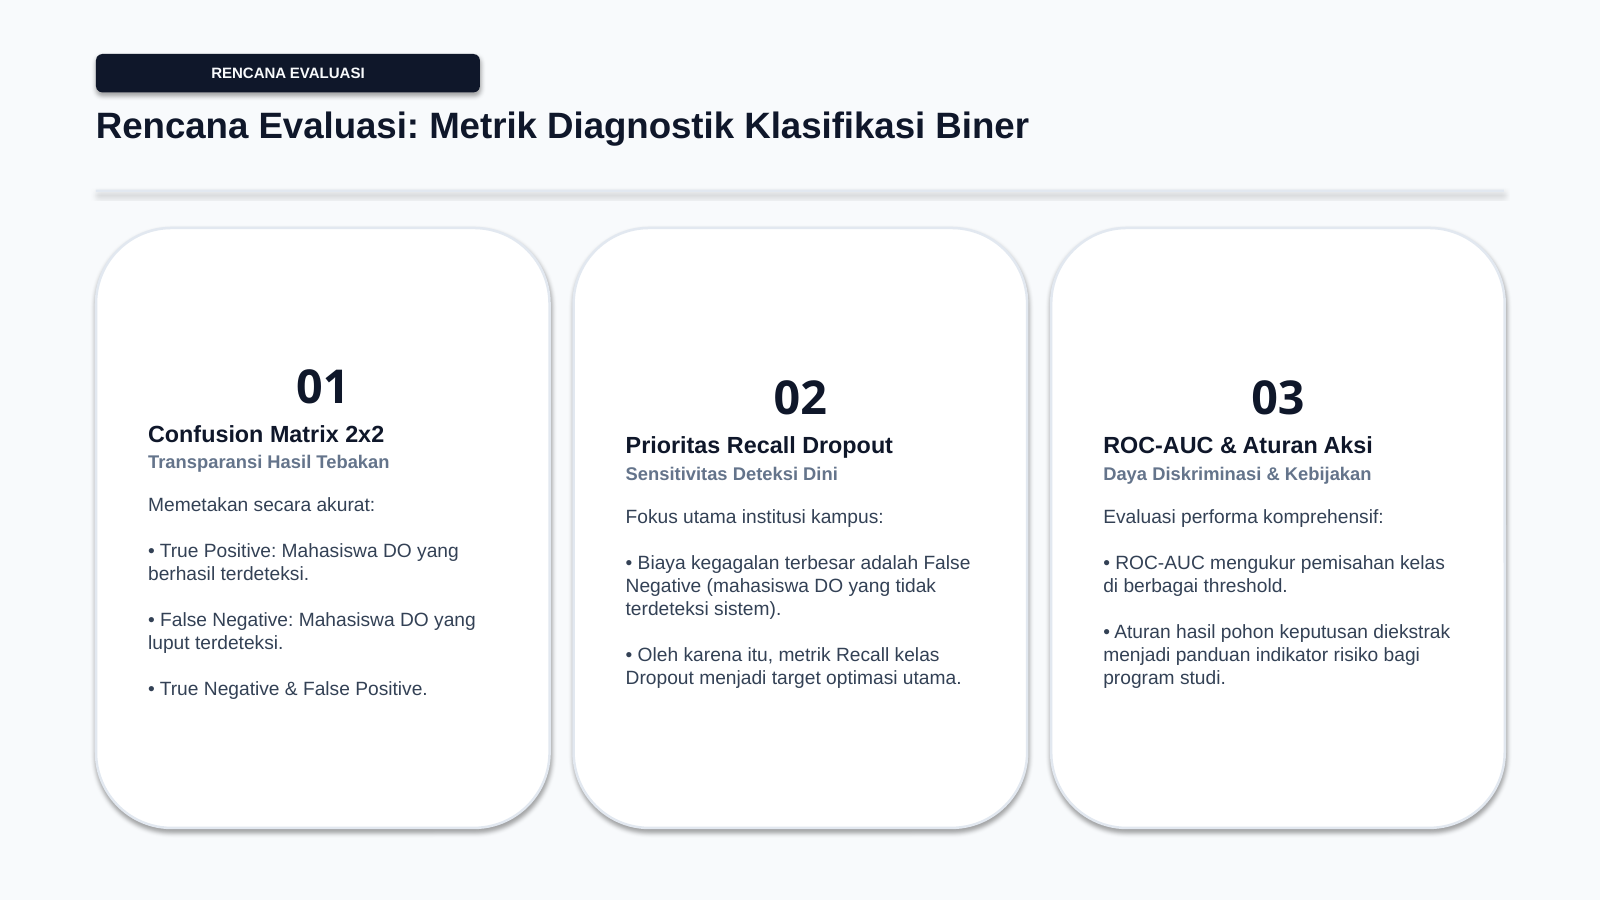 RENCANA EVALUASI
Rencana Evaluasi: Metrik Diagnostik Klasifikasi Biner
01
Confusion Matrix 2x2
Transparansi Hasil Tebakan
Memetakan secara akurat:
• True Positive: Mahasiswa DO yang
berhasil terdeteksi.
• False Negative: Mahasiswa DO yang
luput terdeteksi.
• True Negative & False Positive.
02
Prioritas Recall Dropout
Sensitivitas Deteksi Dini
Fokus utama institusi kampus:
• Biaya kegagalan terbesar adalah False
Negative (mahasiswa DO yang tidak
terdeteksi sistem).
• Oleh karena itu, metrik Recall kelas
Dropout menjadi target optimasi utama.
03
ROC-AUC & Aturan Aksi
Daya Diskriminasi & Kebijakan
Evaluasi performa komprehensif:
• ROC-AUC mengukur pemisahan kelas
di berbagai threshold.
• Aturan hasil pohon keputusan diekstrak
menjadi panduan indikator risiko bagi
program studi.